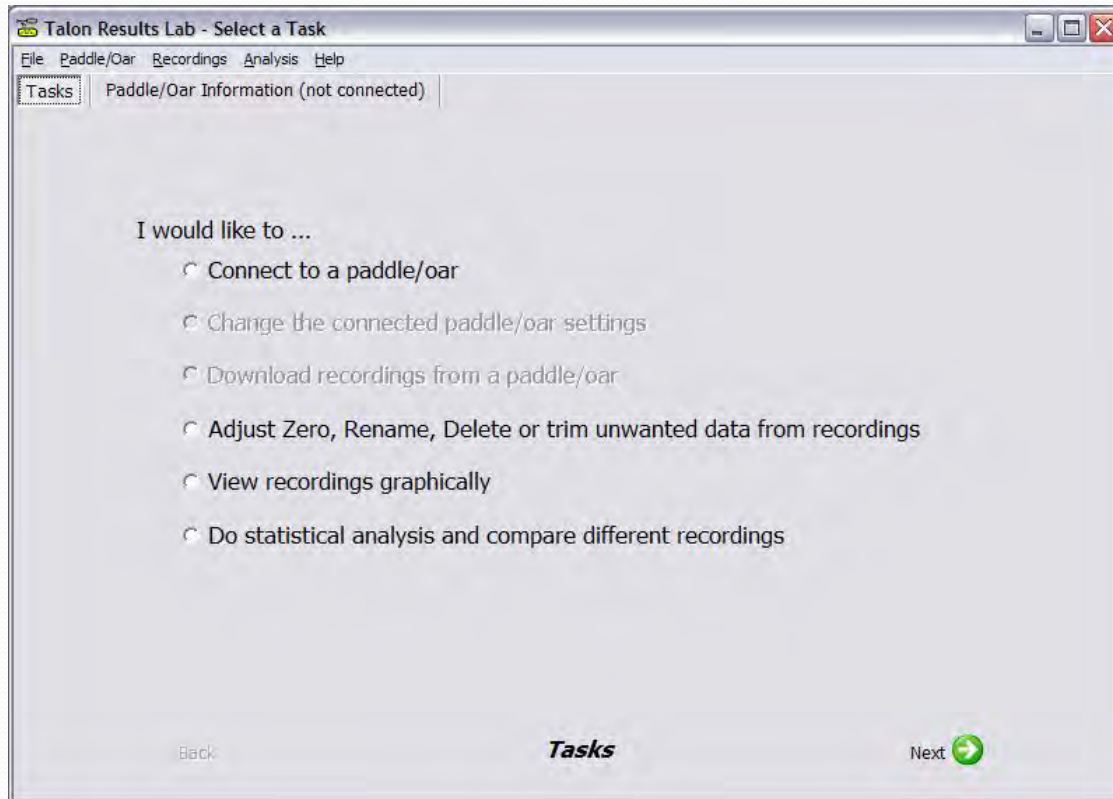 Talon Results Lab - Select a Task
File Paddle/Oar Recordings Analysis Help
Tasks Paddle/Oar Information (not connected)
I would like to ...
Connect to a paddle/oar
Change the connected paddle/oar settings
Download recordings from a paddle/oar
Adjust Zero, Rename, Delete or trim unwanted data from recordings
View recordings graphically
Do statistical analysis and compare different recordings
Back Tasks Next